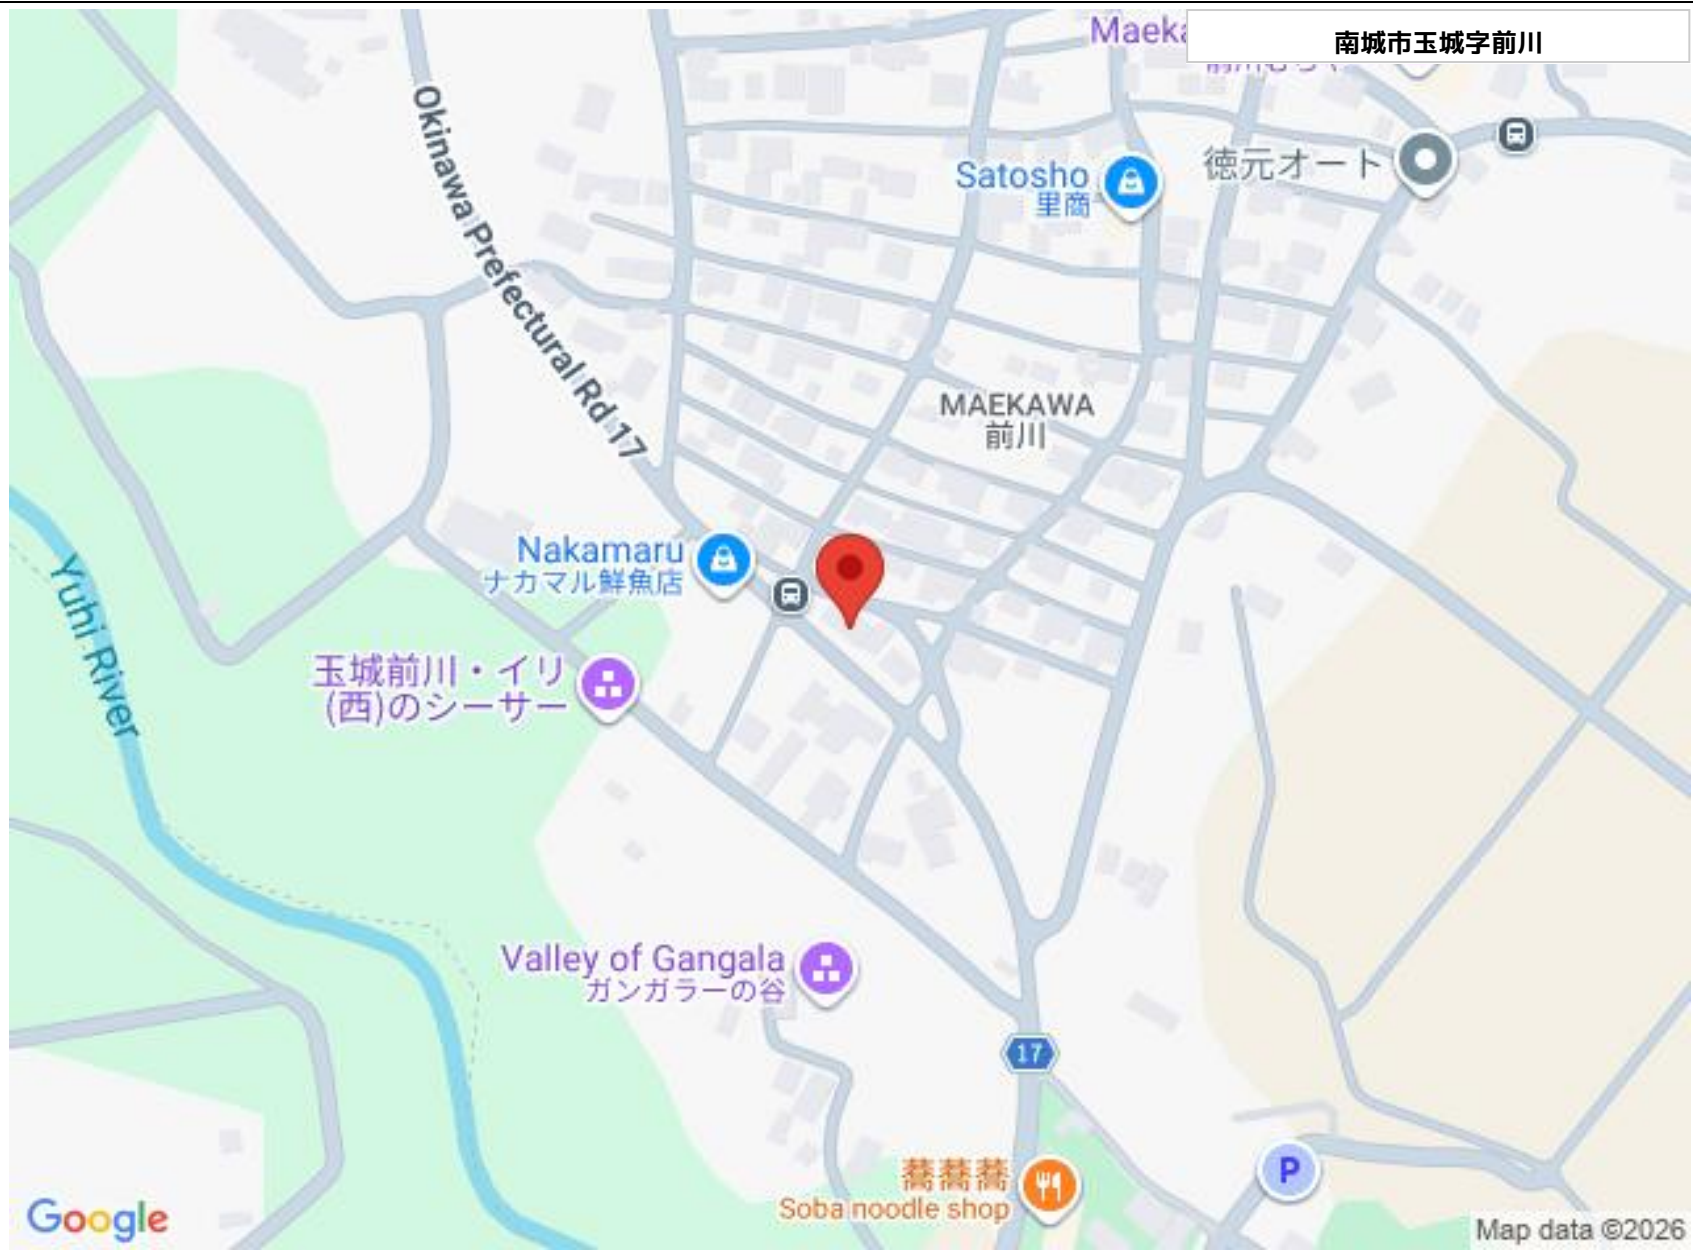 南城市玉城字前川
Maeka
Okinawa Prefectural Rd 17
Satosho
里商
徳元オート
MAEKAWA
前川
Nakamaru
ナカマル鮮魚店
Yuhi River
玉城前川・イリ
(西)のシーサー
Valley of Gangala
ガンガラーの谷
17
蕎蕎蕎
Soba noodle shop
P
Google
Map data ©2026